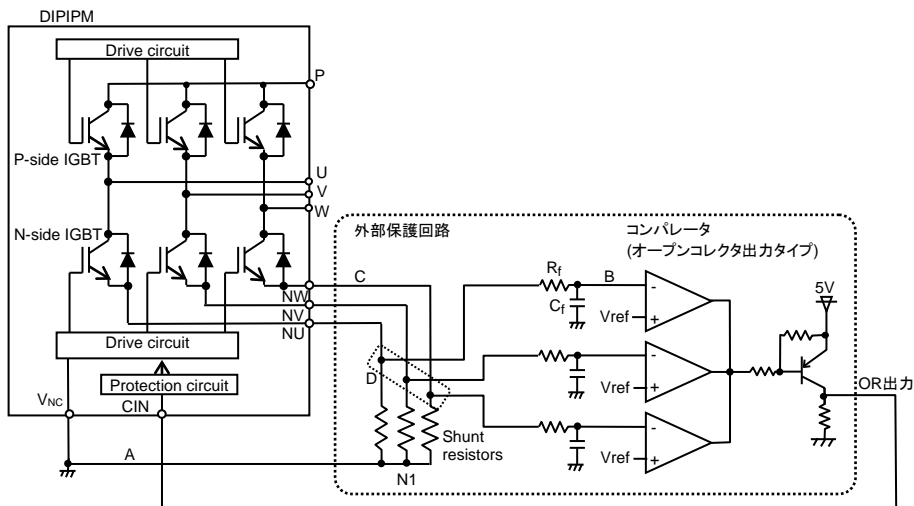 DIPIPM
Drive circuit
P
P-side IGBT
U
V
W
N-side IGBT
外部保護回路
コンパレータ
(オープンコレクタ出力タイプ)
C
Rf
B
5V
Cf
Vref
NW
NV
NU
Drive circuit
D
Vref
Protection circuit
OR出力
VNC
CIN
Shunt
resistors
Vref
A
N1
-
+
-
+
-
+